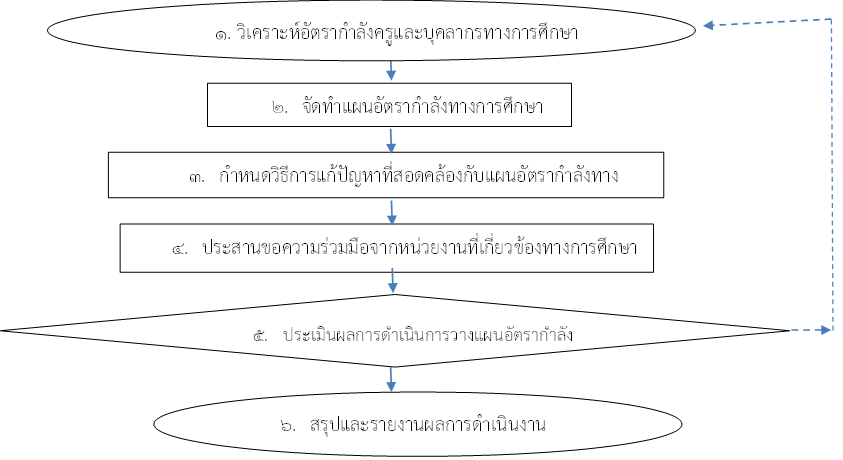 ๑. วิเคราะห์อัตรากำลังครูและบุคลากรทางการศึกษา
๒. จัดทำแผนอัตรากำลังทางการศึกษา
๓. กำหนดวิธีการแก้ปัญหาที่สอดคล้องกับแผนอัตรากำลังทาง
๔. ประสานขอความร่วมมือจากหน่วยงานที่เกี่ยวข้องทางการศึกษา
๕. ประเมินผลการดำเนินการวางแผนอัตรากำลัง
๖. สรุปและรายงานผลการดำเนินงาน